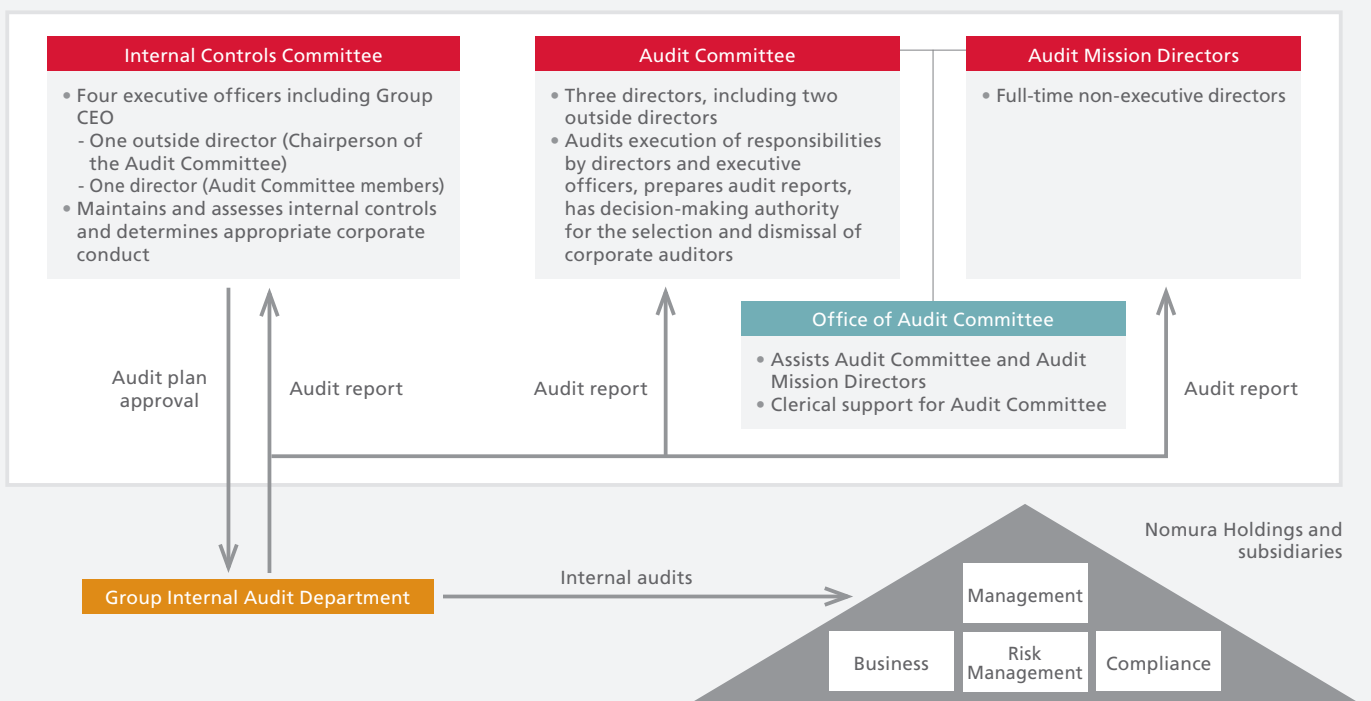 Internal Controls Committee
• Four executive officers including Group
CEO
- One outside director (Chairperson of
the Audit Committee)
- One director (Audit Committee members)
• Maintains and assesses internal controls
and determines appropriate corporate
conduct
Audit Committee
• Three directors, including two
outside directors
• Audits execution of responsibilities
by directors and executive
officers, prepares audit reports,
has decision-making authority
for the selection and dismissal of
corporate auditors
Audit Mission Directors
• Full-time non-executive directors
Office of Audit Committee
• Assists Audit Committee and Audit
Mission Directors
• Clerical support for Audit Committee
Audit plan
approval
Audit report
Audit report
Audit report
Group Internal Audit Department
Internal audits
Nomura Holdings and
subsidiaries
Management
Business
Risk
Management
Compliance